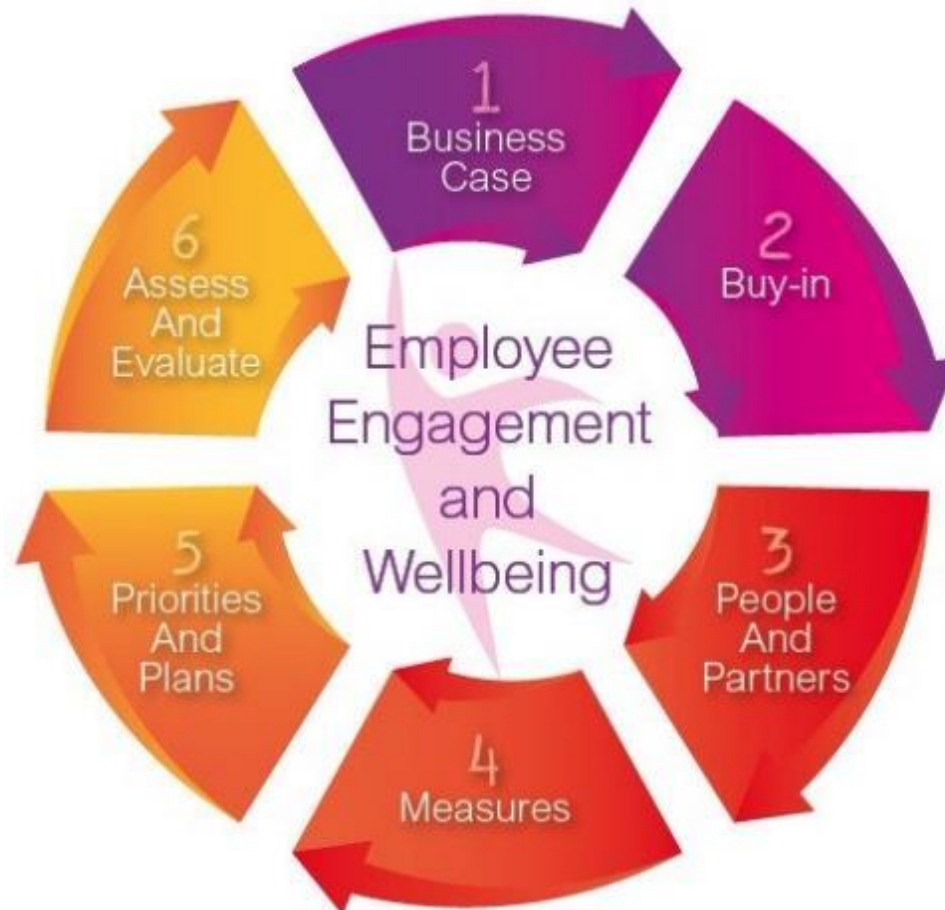 1
Business
Case
2
Buy-in
3
People
And
Partners
4
Measures
5
Priorities
And
Plans
6
Assess
And
Evaluate
Employee
Engagement
and
Wellbeing